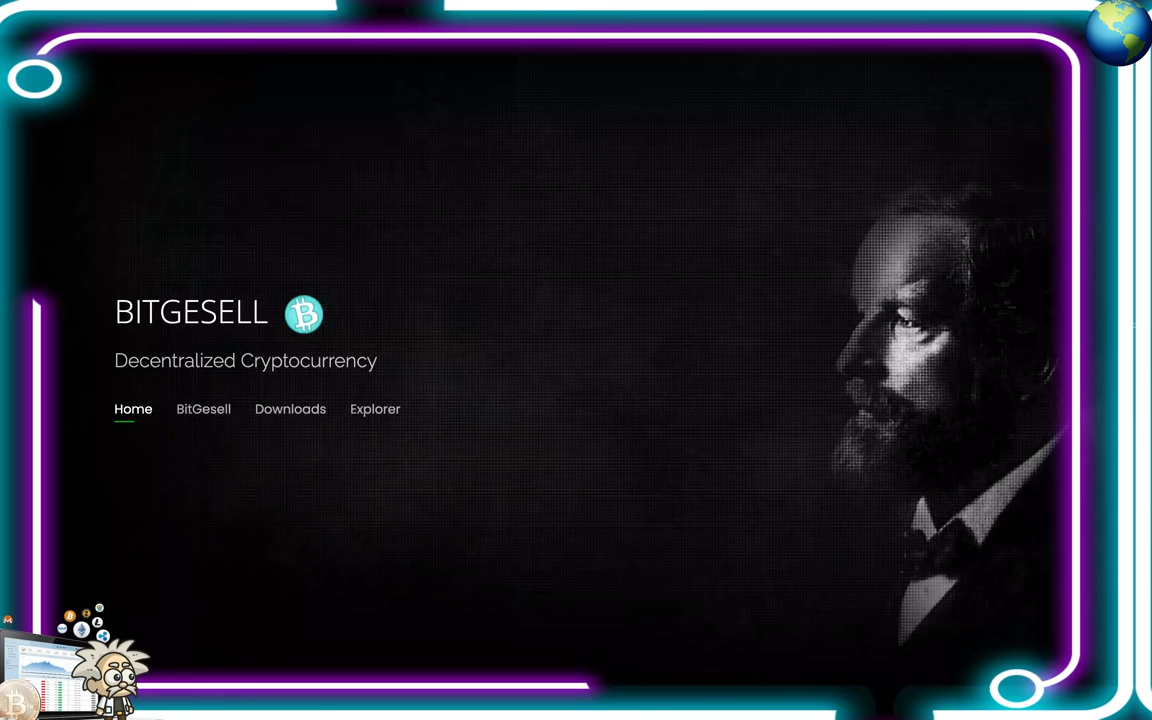 BITGESELL
Decentralized Cryptocurrency
Home BitGesell Downloads Explorer